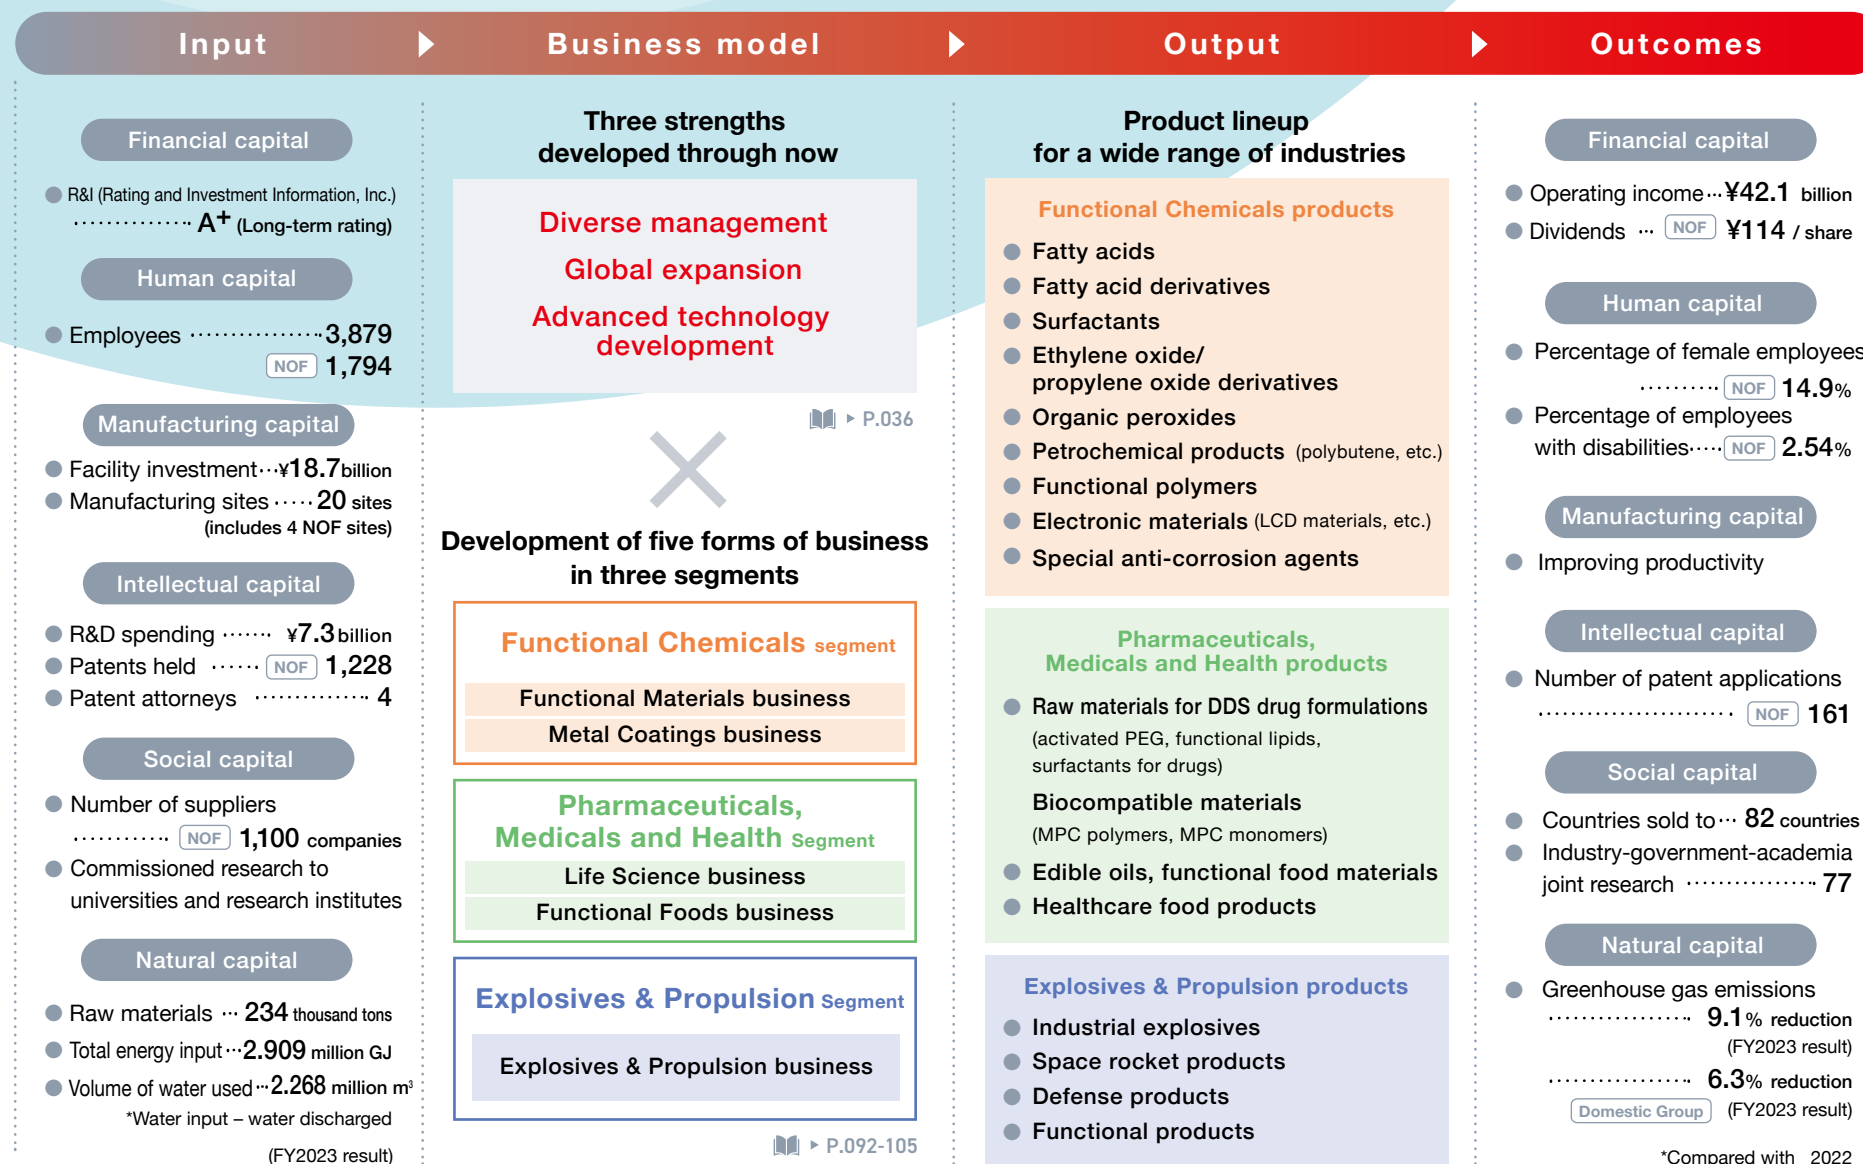 Input
Business model
Output
Outcomes
Financial capital
R&I (Rating and Investment Information, Inc.)
A+ (Long-term rating)
Human capital
Employees 3,879
NOF 1,794
Manufacturing capital
Facility investment ¥18.7 billion
Manufacturing sites 20 sites
(includes 4 NOF sites)
Intellectual capital
R&D spending ¥7.3 billion
Patents held NOF 1,228
Patent attorneys 4
Social capital
Number of suppliers
NOF 1,100 companies
Commissioned research to
universities and research institutes
Natural capital
Raw materials 234 thousand tons
Total energy input 2.909 million GJ
Volume of water used 2.268 million m³
*Water input – water discharged
(FY2023 result)
Three strengths
developed through now
Diverse management
Global expansion
Advanced technology
development
P.036
Development of five forms of business
in three segments
Functional Chemicals segment
Functional Materials business
Metal Coatings business
Pharmaceuticals,
Medicals and Health Segment
Life Science business
Functional Foods business
Explosives & Propulsion Segment
Explosives & Propulsion business
P.092-105
Product lineup
for a wide range of industries
Functional Chemicals products
Fatty acids
Fatty acid derivatives
Surfactants
Ethylene oxide/
propylene oxide derivatives
Organic peroxides
Petrochemical products (polybutene, etc.)
Functional polymers
Electronic materials (LCD materials, etc.)
Special anti-corrosion agents
Pharmaceuticals,
Medicals and Health products
Raw materials for DDS drug formulations
(activated PEG, functional lipids,
surfactants for drugs)
Biocompatible materials
(MPC polymers, MPC monomers)
Edible oils, functional food materials
Healthcare food products
Explosives & Propulsion products
Industrial explosives
Space rocket products
Defense products
Functional products
Financial capital
Operating income ¥42.1 billion
Dividends NOF ¥114 / share
Human capital
Percentage of female employees
NOF 14.9%
Percentage of employees
with disabilities NOF 2.54%
Manufacturing capital
Improving productivity
Intellectual capital
Number of patent applications
NOF 161
Social capital
Countries sold to 82 countries
Industry-government-academia
joint research 77
Natural capital
Greenhouse gas emissions
9.1% reduction
(FY2023 result)
6.3% reduction
Domestic Group (FY2023 result)
*Compared with 2022